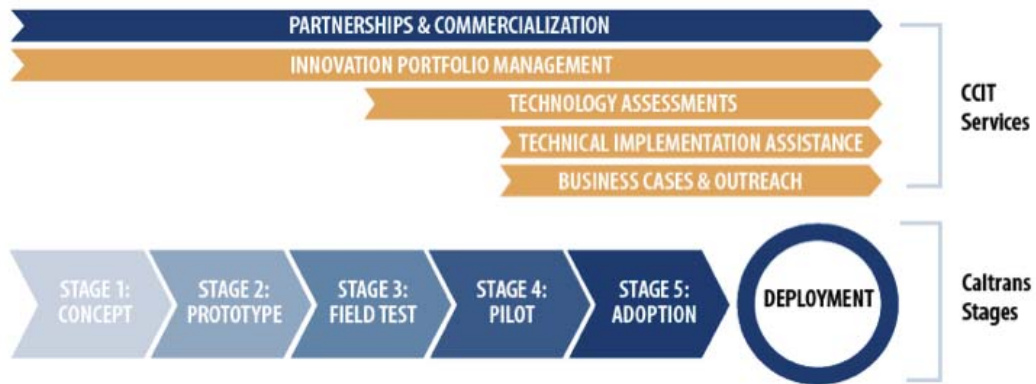 PARTNERSHIPS & COMMERCIALIZATION
INNOVATION PORTFOLIO MANAGEMENT
TECHNOLOGY ASSESSMENTS
TECHNICAL IMPLEMENTATION ASSISTANCE
BUSINESS CASES & OUTREACH
CCIT
Services
STAGE 1:
CONCEPT
STAGE 2:
PROTOTYPE
STAGE 3:
FIELD TEST
STAGE 4:
PILOT
STAGE 5:
ADOPTION
DEPLOYMENT
Caltrans
Stages